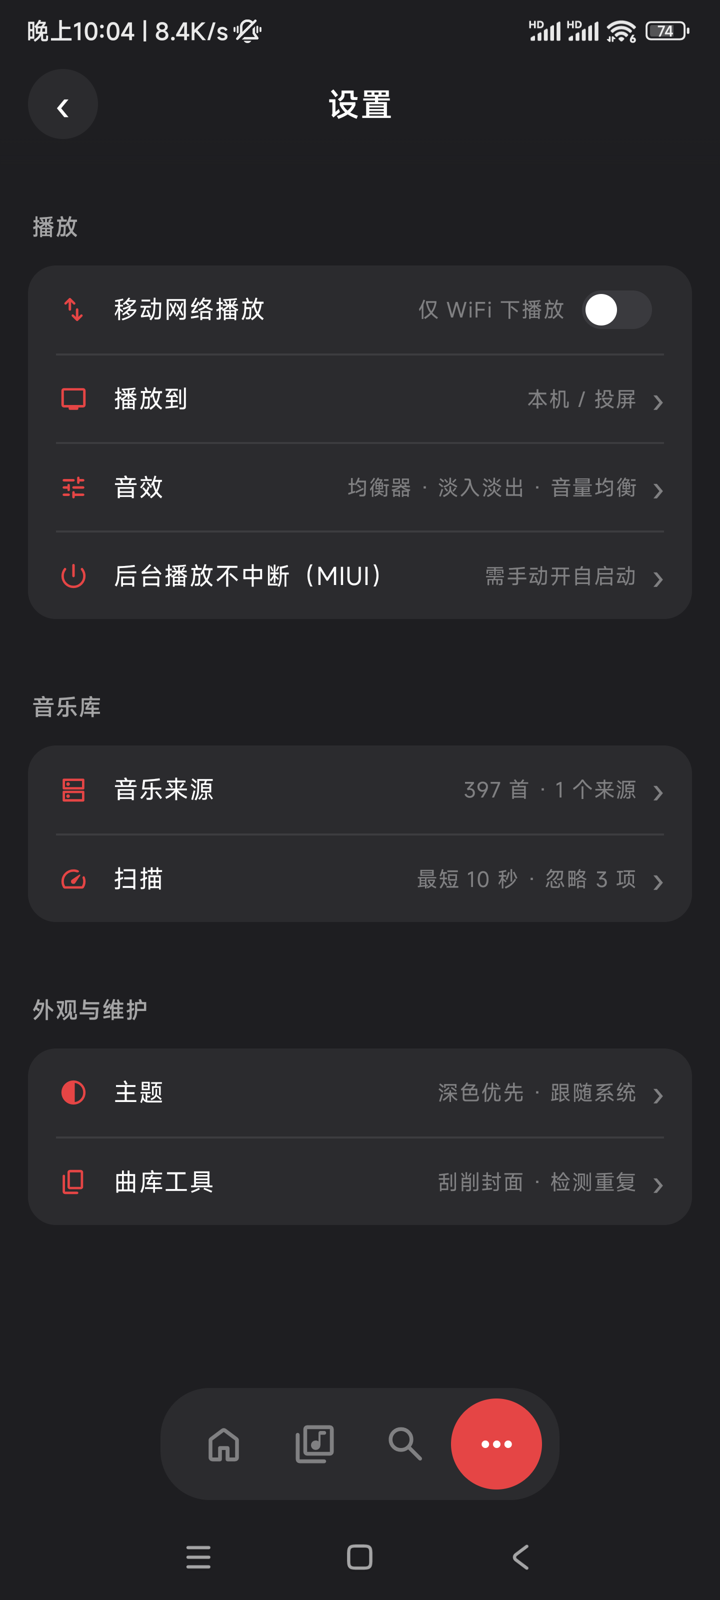 晚上10:04 | 8.4K/s
HD HD 6 74
设置
播放
移动网络播放 仅 WiFi 下播放
播放到 本机 / 投屏
音效 均衡器 · 淡入淡出 · 音量均衡
后台播放不中断（MIUI） 需手动开自启动
音乐库
音乐来源 397 首 · 1 个来源
扫描 最短 10 秒 · 忽略 3 项
外观与维护
主题 深色优先 · 跟随系统
曲库工具 刮削封面 · 检测重复